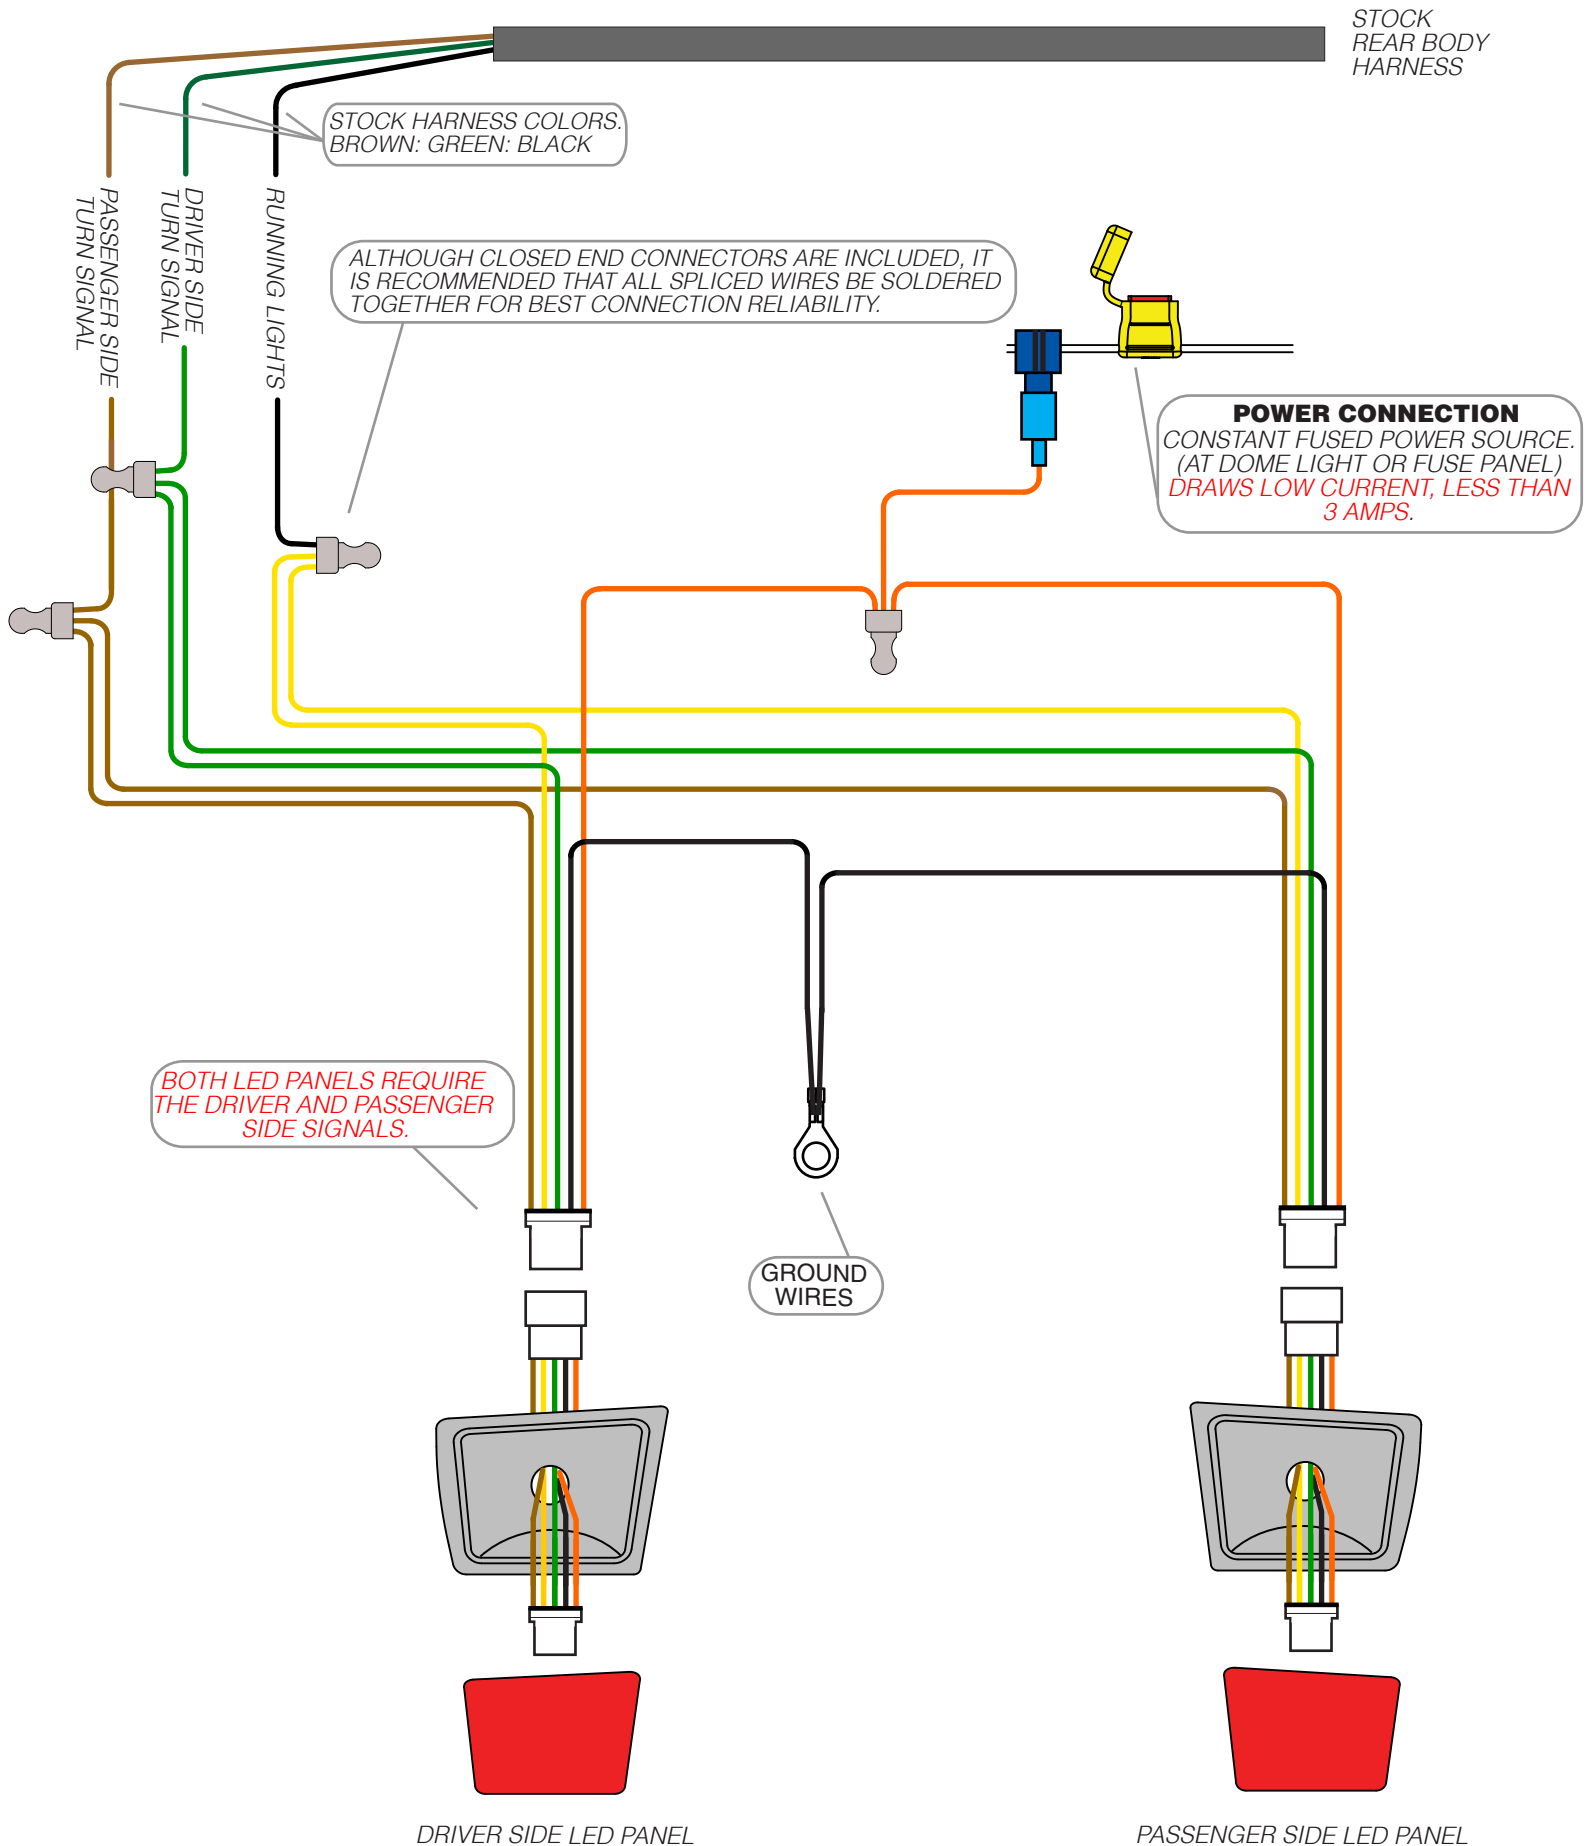 STOCK
REAR BODY
HARNESS
STOCK HARNESS COLORS.
BROWN: GREEN: BLACK
PASSENGER SIDE
TURN SIGNAL
DRIVER SIDE
TURN SIGNAL
RUNNING LIGHTS
ALTHOUGH CLOSED END CONNECTORS ARE INCLUDED, IT
IS RECOMMENDED THAT ALL SPLICED WIRES BE SOLDERED
TOGETHER FOR BEST CONNECTION RELIABILITY.
POWER CONNECTION
CONSTANT FUSED POWER SOURCE.
(AT DOME LIGHT OR FUSE PANEL)
DRAWS LOW CURRENT, LESS THAN
3 AMPS.
BOTH LED PANELS REQUIRE
THE DRIVER AND PASSENGER
SIDE SIGNALS.
GROUND
WIRES
DRIVER SIDE LED PANEL
PASSENGER SIDE LED PANEL